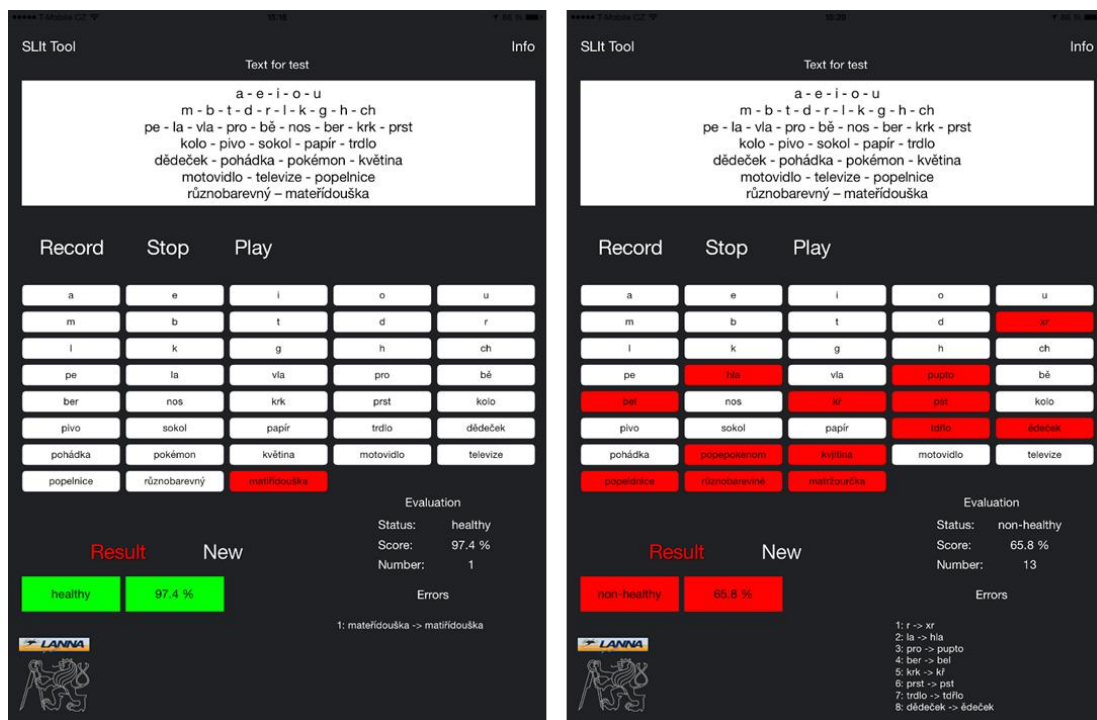 T-Mobile CZ
SLIt Tool
Info
Text for test
a - e - i - o - u
m - b - t - d - r - l - k - g - h - ch
pe - la - vla - pro - bě - nos - ber - krk - prst
kolo - pivo - sokol - papír - trdlo
dědeček - pohádka - pokémon - květina
motovidlo - televize - popelnice
různobarevný – mateřídouška
Record Stop Play
a e i o u
m b t d r
l k g h ch
pe la vla pro bě
ber nos krk prst kolo
pivo sokol papír trdlo dědeček
pohádka pokémon květina motovidlo televize
popelnice různobarevný matiřídouška
Evaluation
Status: healthy
Score: 97.4 %
Number: 1
Result New
healthy 97.4 %
Errors
1: mateřídouška -> matiřídouška
LANNA
T-Mobile CZ
SLIt Tool
Info
Text for test
a - e - i - o - u
m - b - t - d - r - l - k - g - h - ch
pe - la - vla - pro - bě - nos - ber - krk - prst
kolo - pivo - sokol - papír - trdlo
dědeček - pohádka - pokémon - květina
motovidlo - televize - popelnice
různobarevný – mateřídouška
Record Stop Play
a e i o u
m b t d xr
l k g h ch
pe hla vla pupto bě
bel nos kř pst kolo
pivo sokol papír tdřlo ědeček
pohádka popepokenom kvjitina motovidlo televize
popeldnice různobareviné matržourčka
Evaluation
Status: non-healthy
Score: 65.8 %
Number: 13
Result New
non-healthy 65.8 %
Errors
1: r -> xr
2: la -> hla
3: pro -> pupto
4: ber -> bel
5: krk -> kř
6: prst -> pst
7: trdlo -> tdřlo
8: dědeček -> ědeček
LANNA